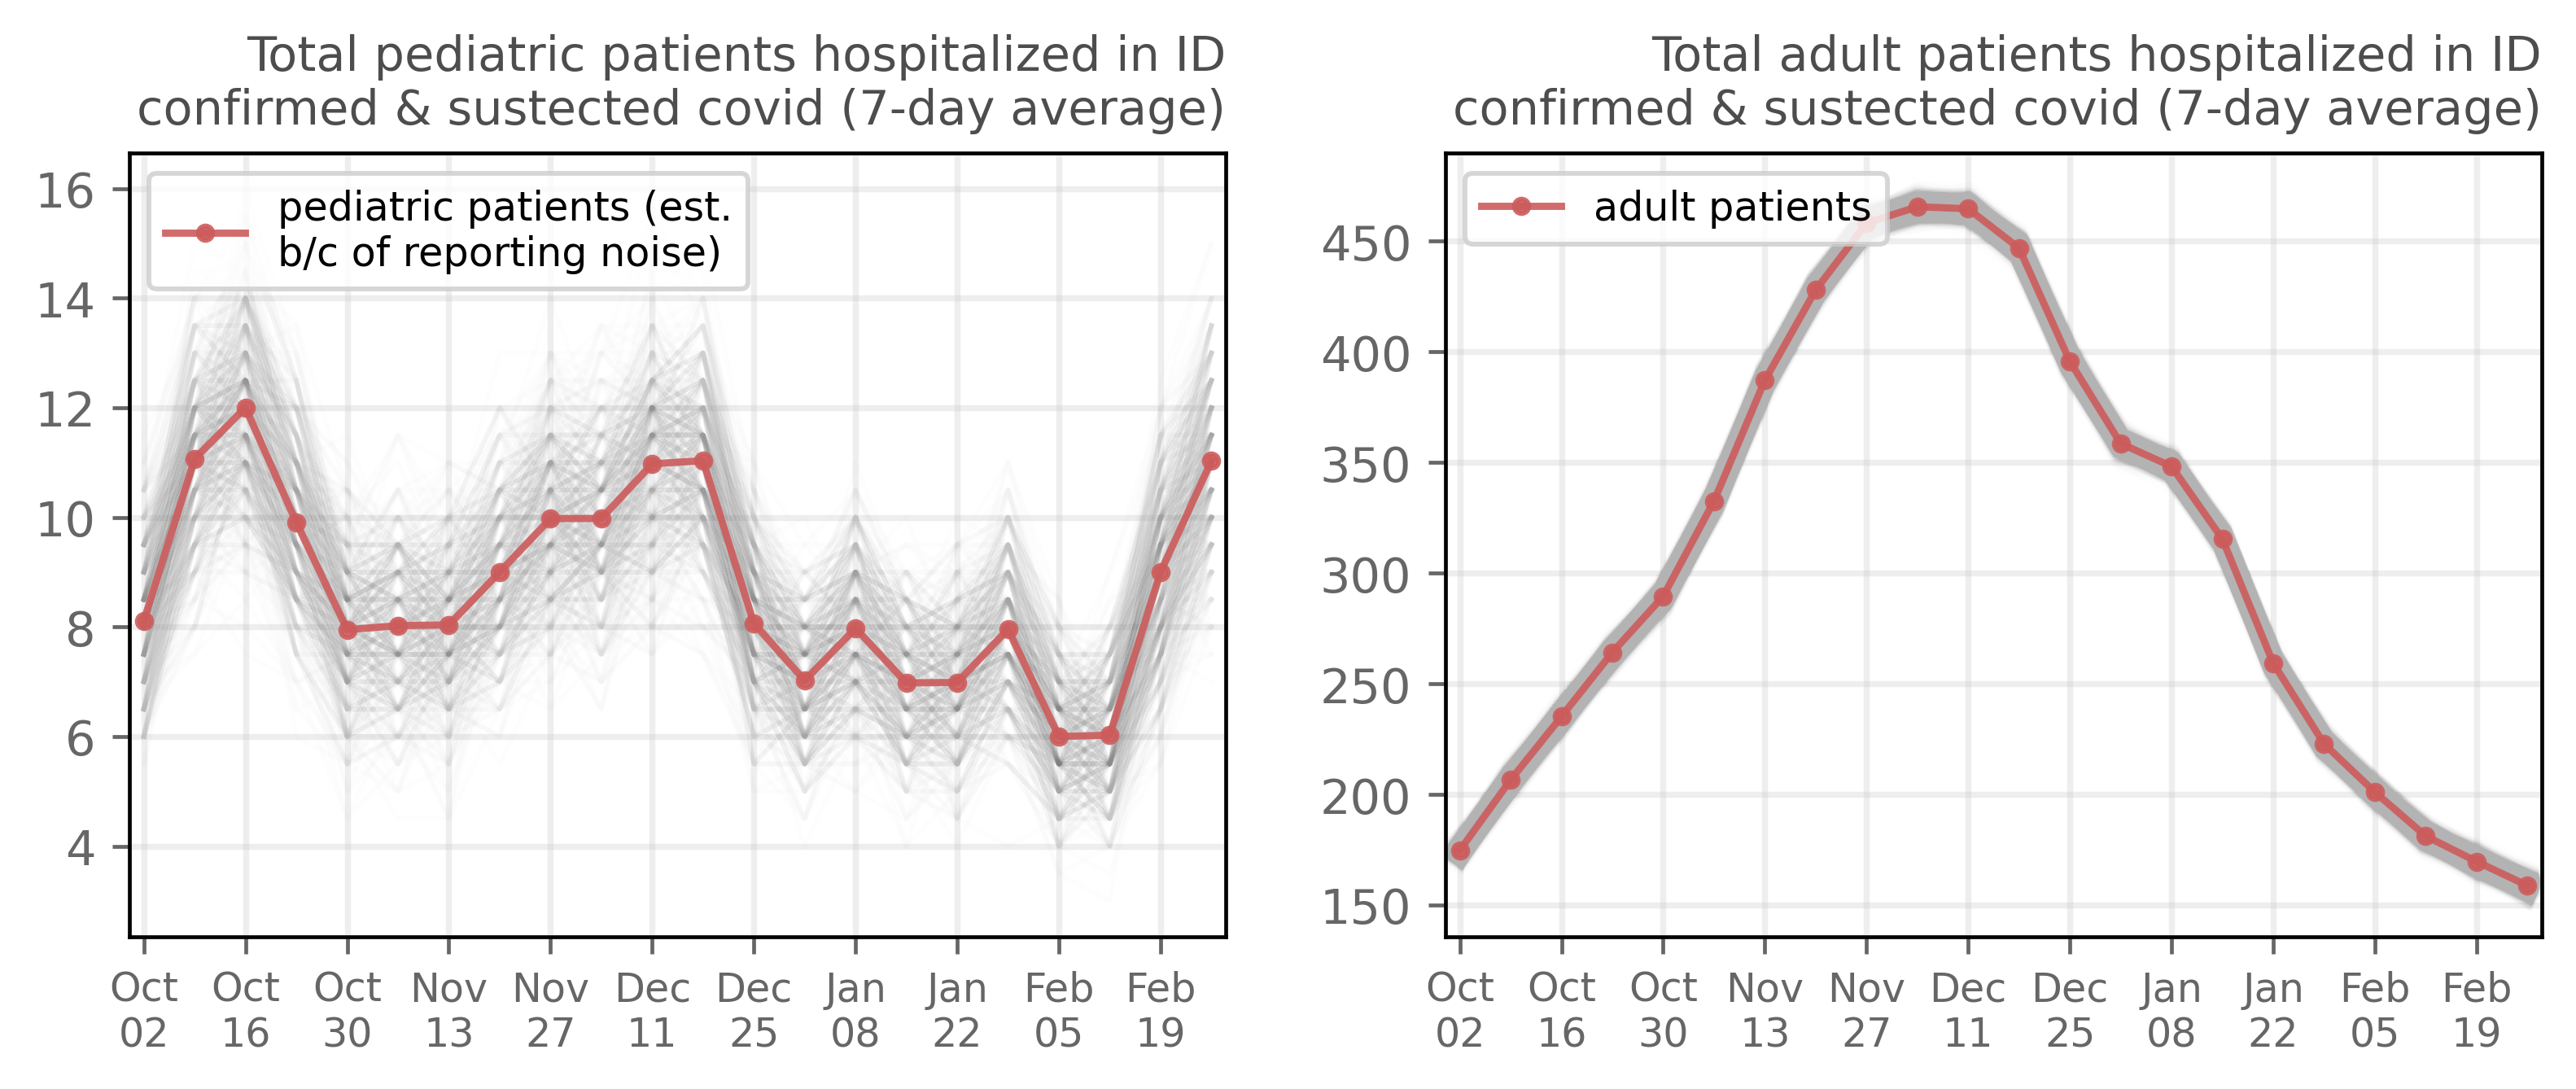 Total pediatric patients hospitalized in ID
confirmed & sustected covid (7-day average)
pediatric patients (est.
b/c of reporting noise)
16
14
12
10
8
6
4
Oct Oct Oct Nov Nov Dec Dec Jan Jan Feb Feb
02 16 30 13 27 11 25 08 22 05 19
Total adult patients hospitalized in ID
confirmed & sustected covid (7-day average)
adult patients
450
400
350
300
250
200
150
Oct Oct Oct Nov Nov Dec Dec Jan Jan Feb Feb
02 16 30 13 27 11 25 08 22 05 19